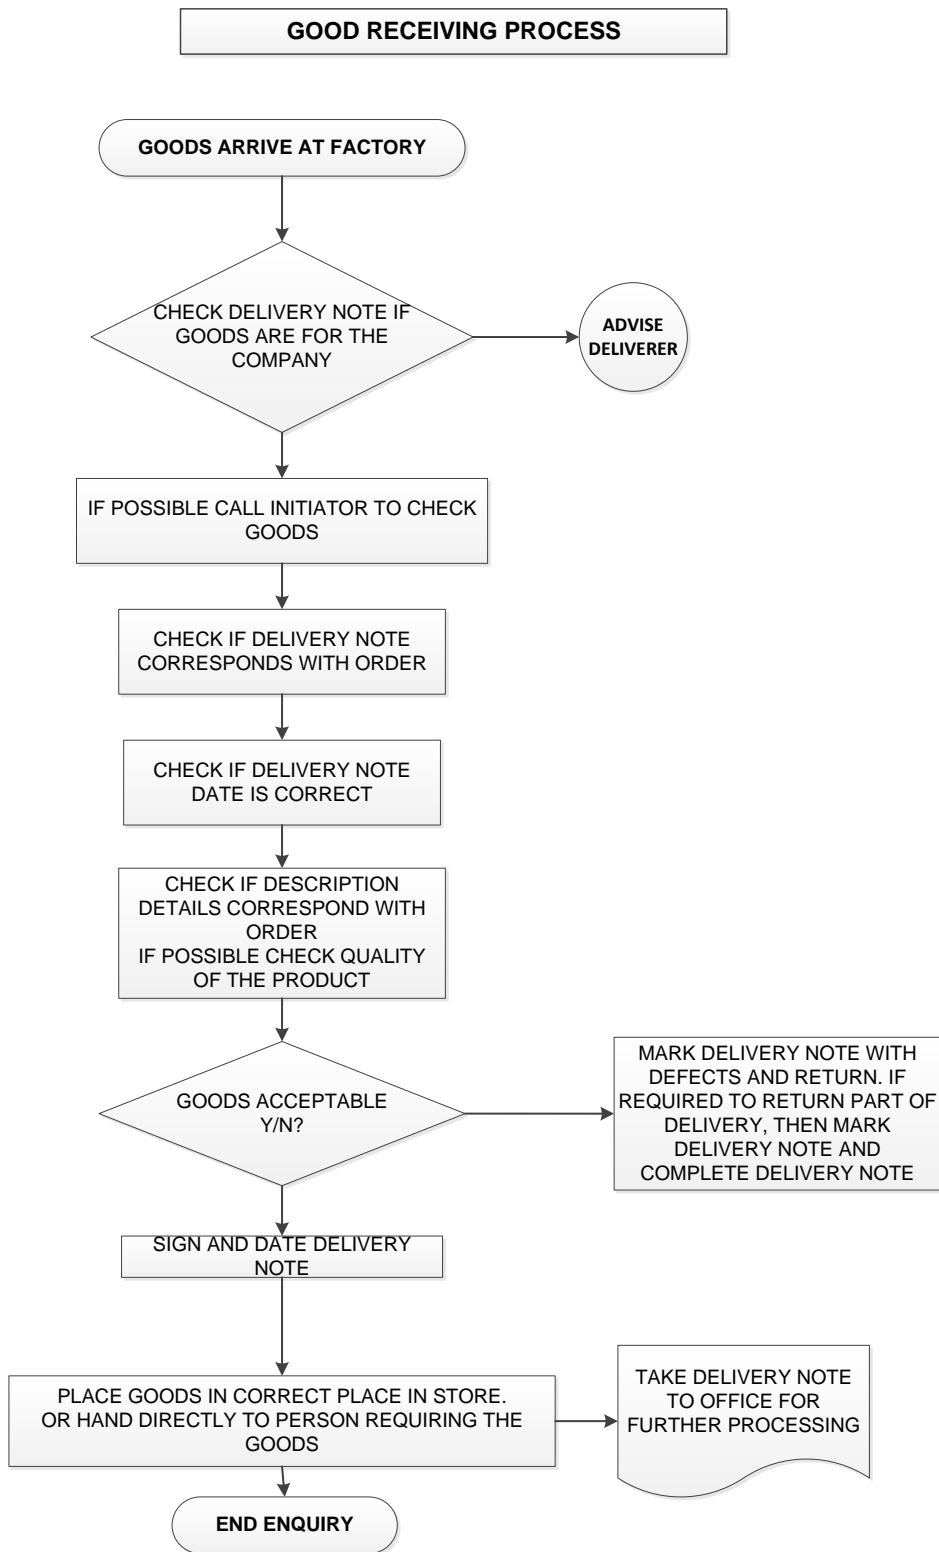 GOOD RECEIVING PROCESS
GOODS ARRIVE AT FACTORY
CHECK DELIVERY NOTE IF
GOODS ARE FOR THE
COMPANY
ADVISE
DELIVERER
IF POSSIBLE CALL INITIATOR TO CHECK
GOODS
CHECK IF DELIVERY NOTE
CORRESPONDS WITH ORDER
CHECK IF DELIVERY NOTE
DATE IS CORRECT
CHECK IF DESCRIPTION
DETAILS CORRESPOND WITH
ORDER
IF POSSIBLE CHECK QUALITY
OF THE PRODUCT
GOODS ACCEPTABLE
Y/N?
MARK DELIVERY NOTE WITH
DEFECTS AND RETURN. IF
REQUIRED TO RETURN PART OF
DELIVERY, THEN MARK
DELIVERY NOTE AND
COMPLETE DELIVERY NOTE
SIGN AND DATE DELIVERY
NOTE
PLACE GOODS IN CORRECT PLACE IN STORE.
OR HAND DIRECTLY TO PERSON REQUIRING THE
GOODS
TAKE DELIVERY NOTE
TO OFFICE FOR
FURTHER PROCESSING
END ENQUIRY